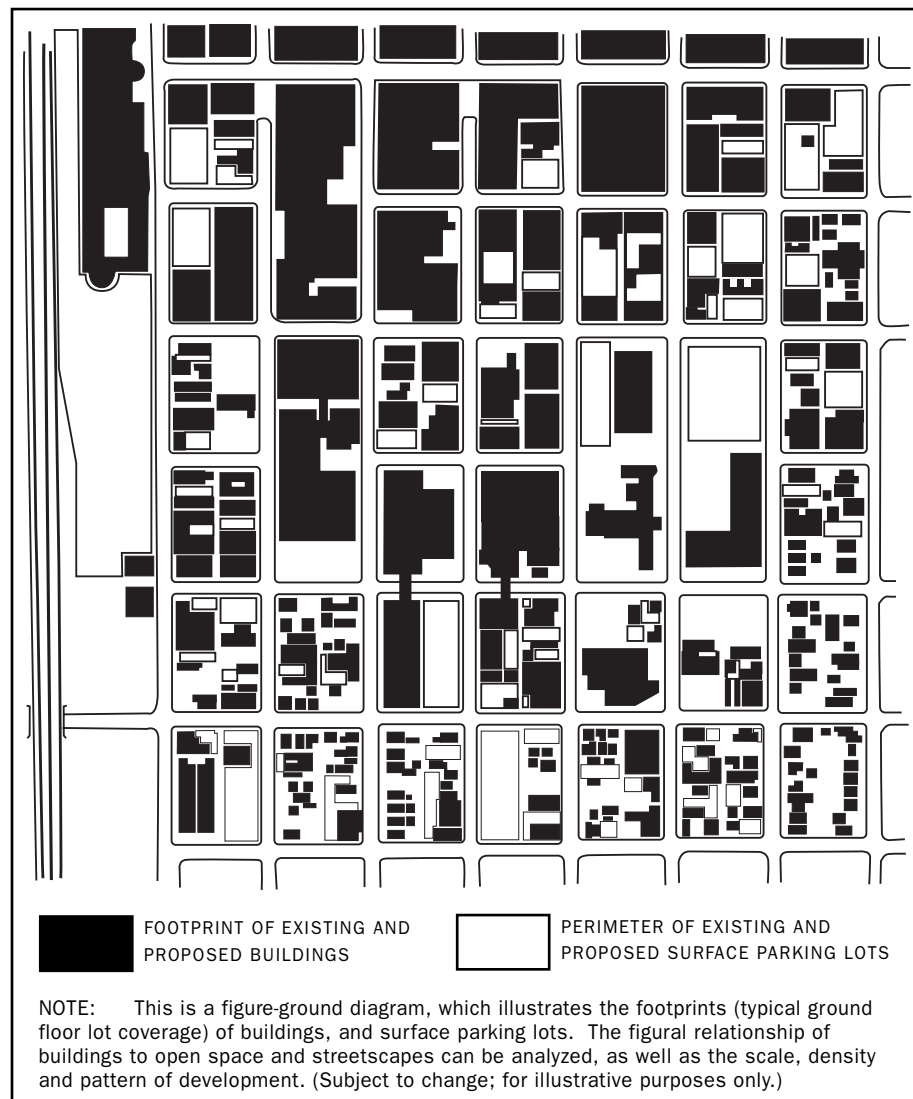 FOOTPRINT OF EXISTING AND
PROPOSED BUILDINGS
PERIMETER OF EXISTING AND
PROPOSED SURFACE PARKING LOTS
NOTE: This is a figure-ground diagram, which illustrates the footprints (typical ground
floor lot coverage) of buildings, and surface parking lots. The figural relationship of
buildings to open space and streetscapes can be analyzed, as well as the scale, density
and pattern of development. (Subject to change; for illustrative purposes only.)